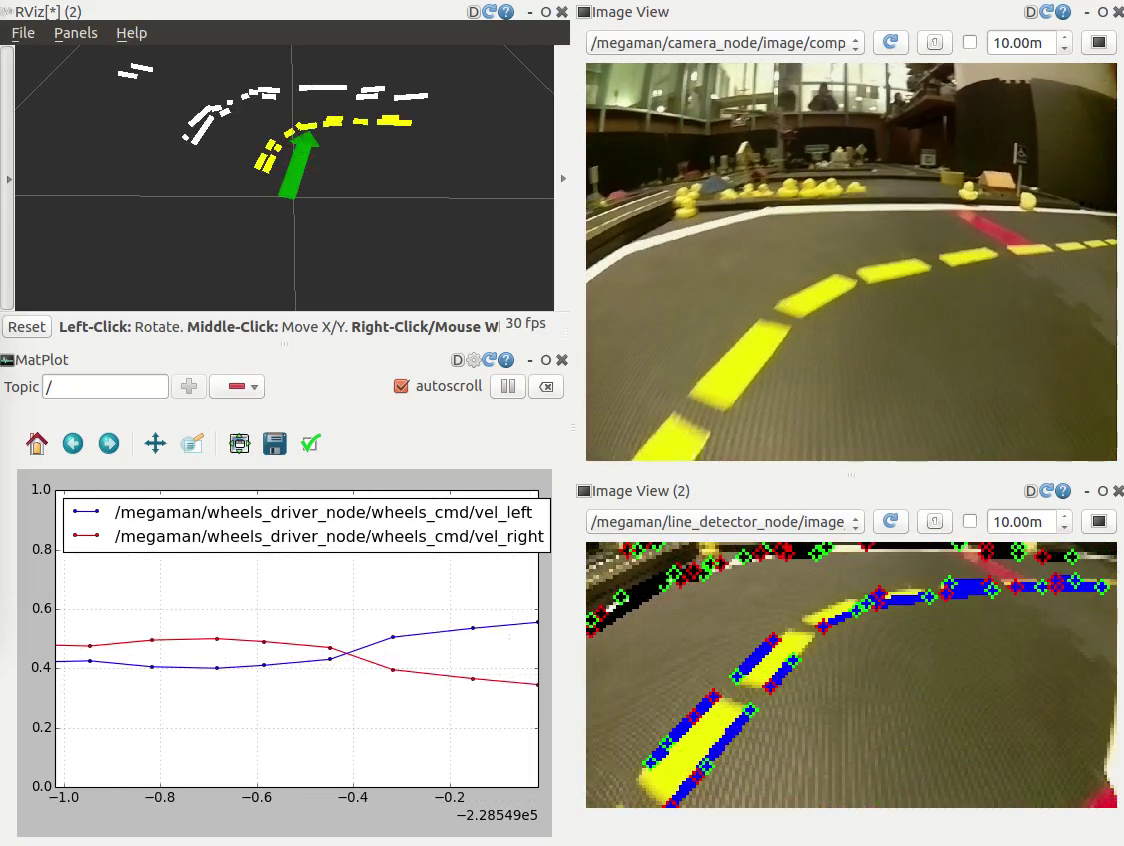 RViz[*] (2)
D
- O
File Panels Help
Reset Left-Click: Rotate. Middle-Click: Move X/Y. Right-Click/Mouse W 30 fps
MatPlot
D
- O
Topic / autoscroll
1.0
0.8
0.6
0.4
0.2
0.0
/megaman/wheels_driver_node/wheels_cmd/vel_left
/megaman/wheels_driver_node/wheels_cmd/vel_right
−1.0 −0.8 −0.6 −0.4 −0.2
−2.28549e5
Image View
D
- O
/megaman/camera_node/image/comp 10.00m
Image View (2)
D
- O
/megaman/line_detector_node/image_ 10.00m